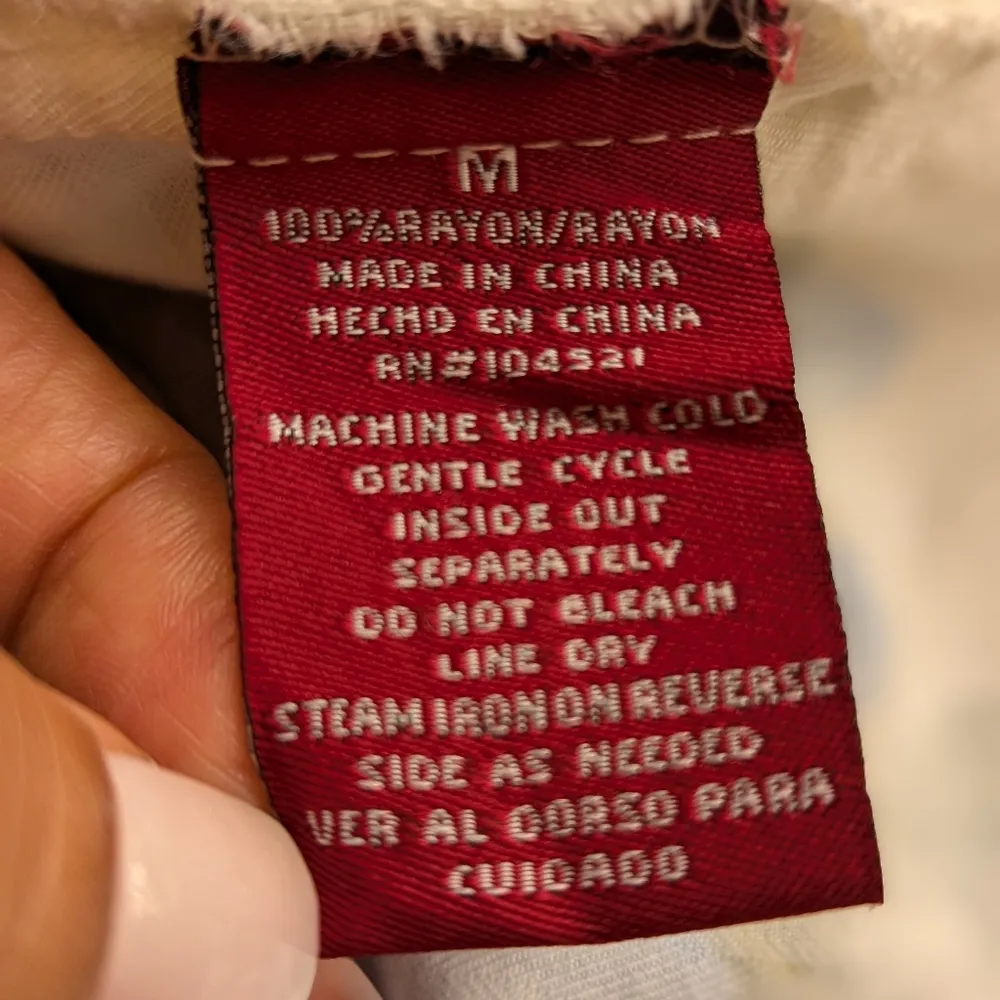 M
100%RAYON/RAYON
MADE IN CHINA
HECHO EN CHINA
RN#104521
MACHINE WASH COLD
GENTLE CYCLE
INSIDE OUT
SEPARATELY
DO NOT BLEACH
LINE DRY
STEAM IRON ON REVERSE
SIDE AS NEEDED
VER AL DORSO PARA
CUIDADO